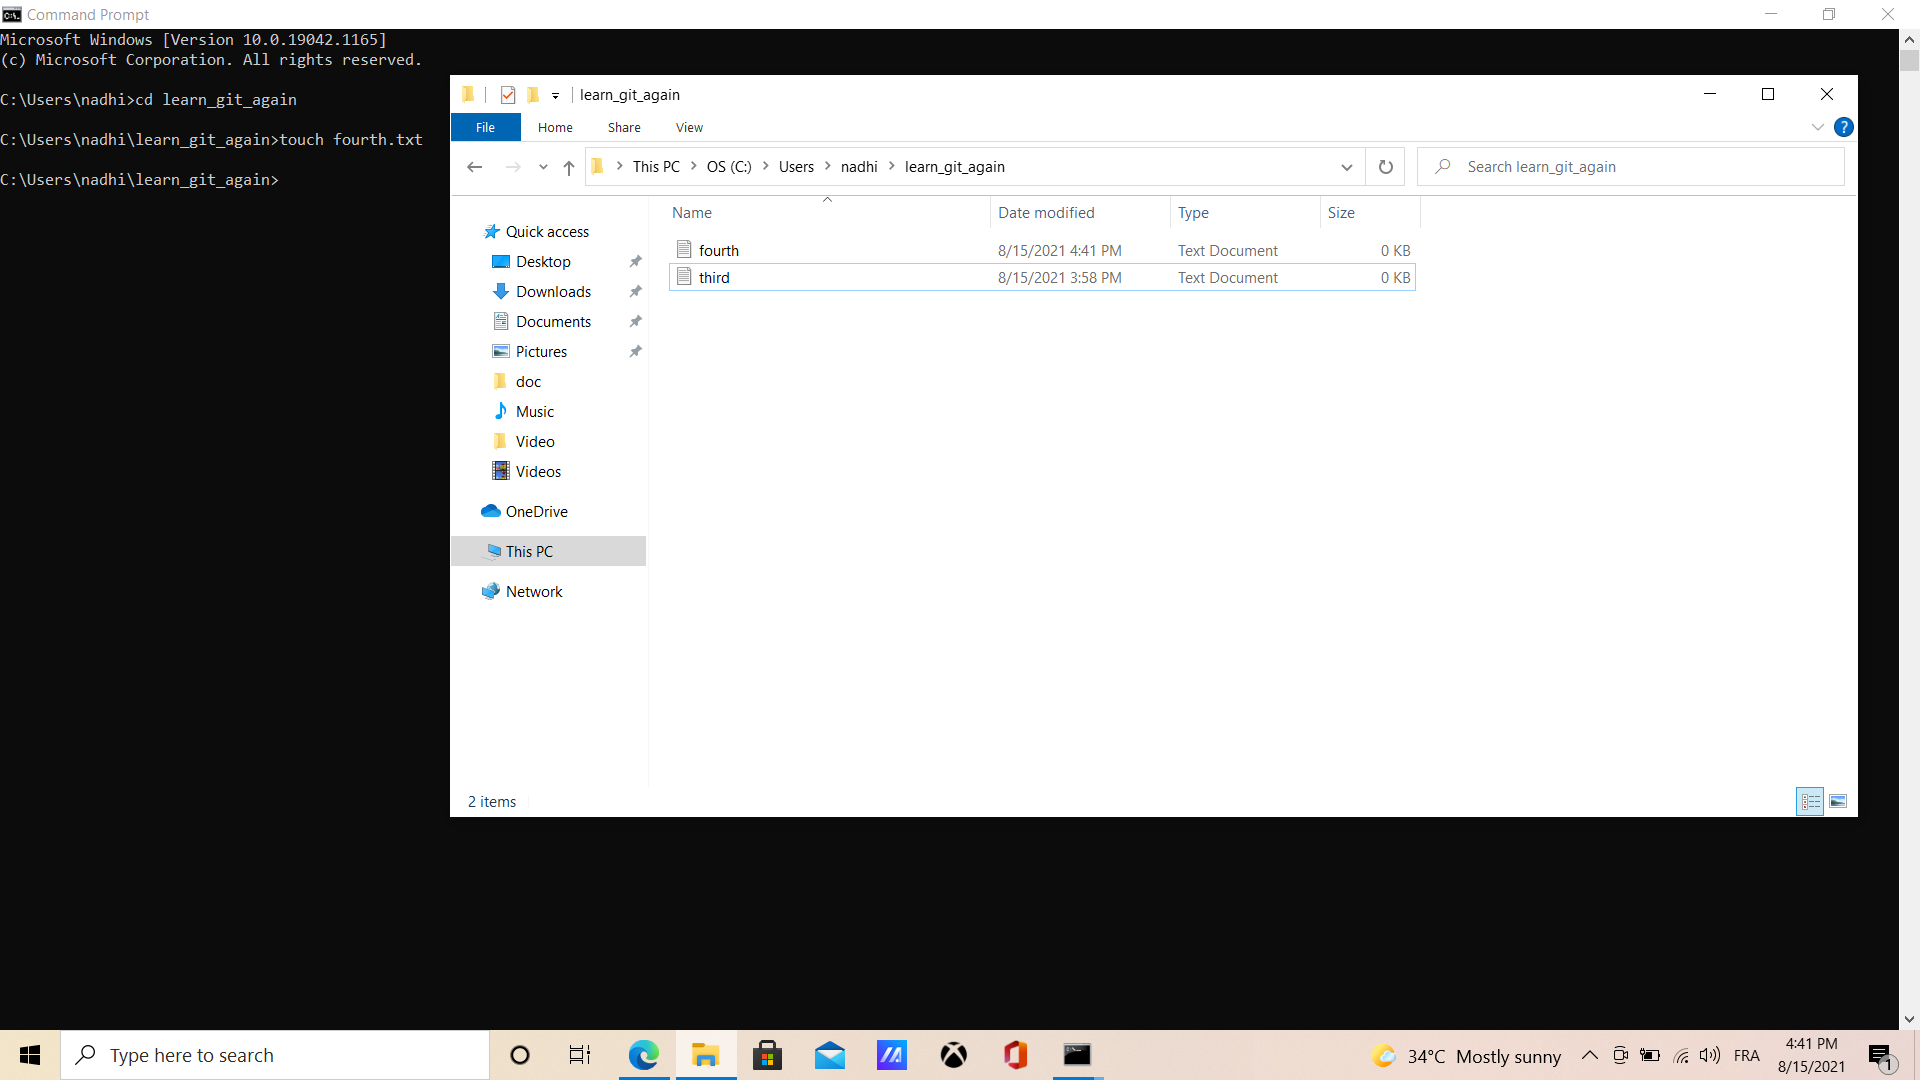 Command Prompt
Microsoft Windows [Version 10.0.19042.1165]
(c) Microsoft Corporation. All rights reserved.
C:\Users\nadhi>cd learn_git_again
C:\Users\nadhi\learn_git_again>touch fourth.txt
C:\Users\nadhi\learn_git_again>
learn_git_again
File Home Share View
This PC OS (C:) Users nadhi learn_git_again
Search learn_git_again
Name Date modified Type Size
fourth 8/15/2021 4:41 PM Text Document 0 KB
third 8/15/2021 3:58 PM Text Document 0 KB
Quick access
Desktop
Downloads
Documents
Pictures
doc
Music
Video
Videos
OneDrive
This PC
Network
2 items
Type here to search
34°C Mostly sunny
FRA
4:41 PM
8/15/2021
1